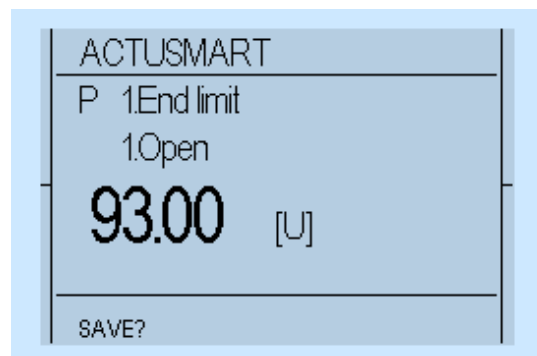 ACTUSMART
P 1.End limit
1.Open
93.00 [U]
SAVE?